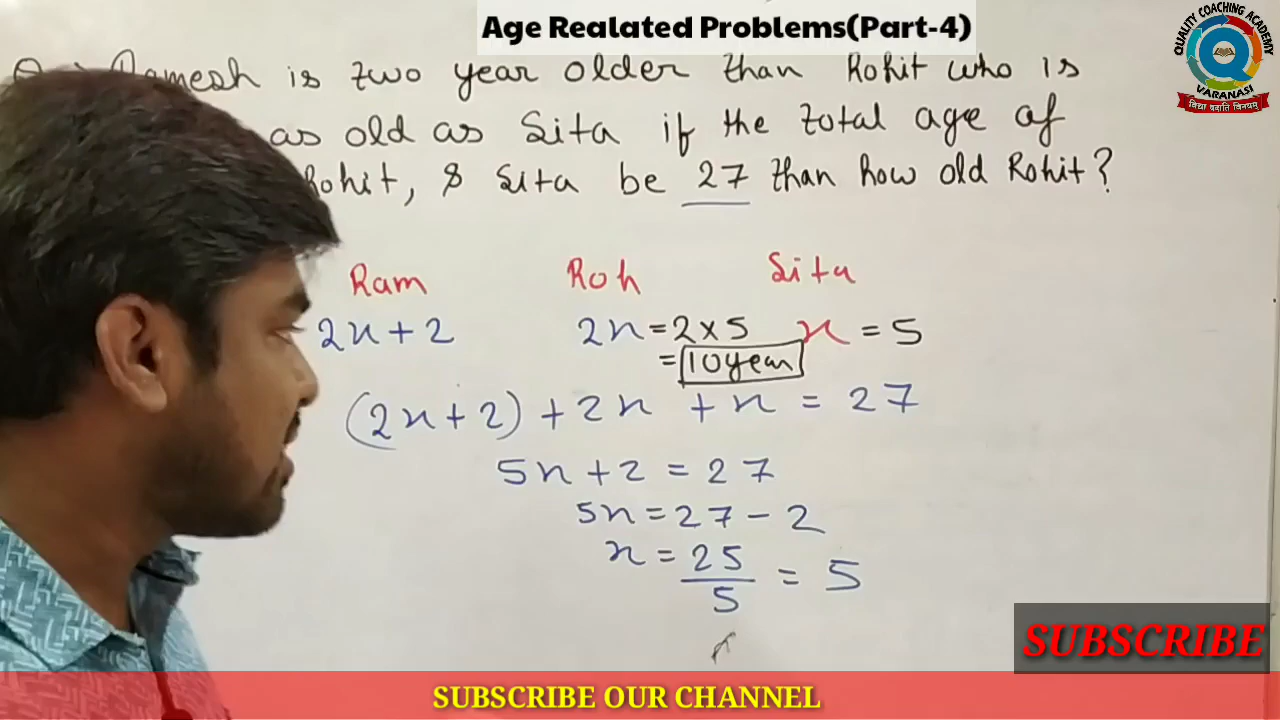 Age Realated Problems(Part-4)
QUALITY COACHING ACADEMY
VARANASI
विद्या ददाति विनयम्
Ramesh is two year older than Rohit who is
as old as Sita if the total age of
Rohit, & Sita be 27 than how old Rohit?
Ram Roh Sita
2x+2 2x=2×5 x=5
=10year
(2x+2)+2x+x=27
5x+2=27
5x=27-2
x=25/5=5
SUBSCRIBE
SUBSCRIBE OUR CHANNEL